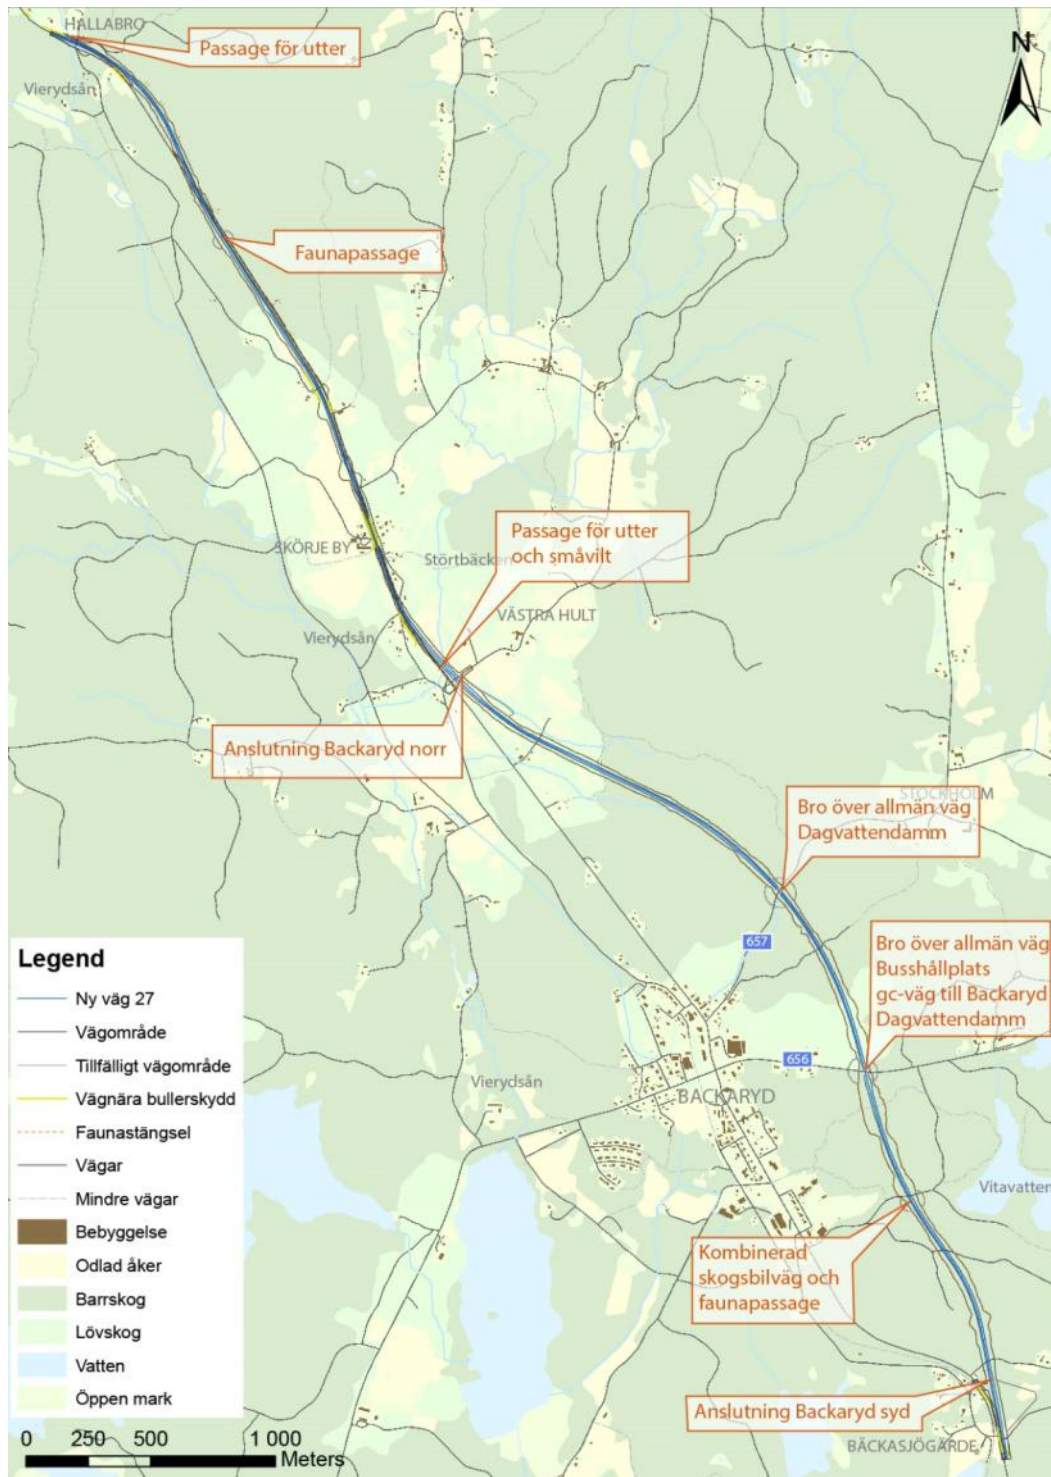 HALLABRO
Passage för utter
N
Vierydsån
Faunapassage
Passage för utter
och småvilt
SKÖRJE BY
Störtbäcken
VÄSTRA HULT
Vierydsån
Anslutning Backaryd norr
STOCKHOLM
Bro över allmän väg
Dagvattendamm
657
Bro över allmän väg
Busshållplats
gc-väg till Backaryd
Dagvattendamm
656
Vierydsån
BACKARYD
Vitavatten
Kombinerad
skogsbilväg och
faunapassage
Anslutning Backaryd syd
BÄCKASJÖGÄRDE
Legend
Ny väg 27
Vägområde
Tillfälligt vägområde
Vägnära bullerskydd
Faunastängsel
Vägar
Mindre vägar
Bebyggelse
Odlad åker
Barrskog
Lövskog
Vatten
Öppen mark
0 250 500 1 000
Meters